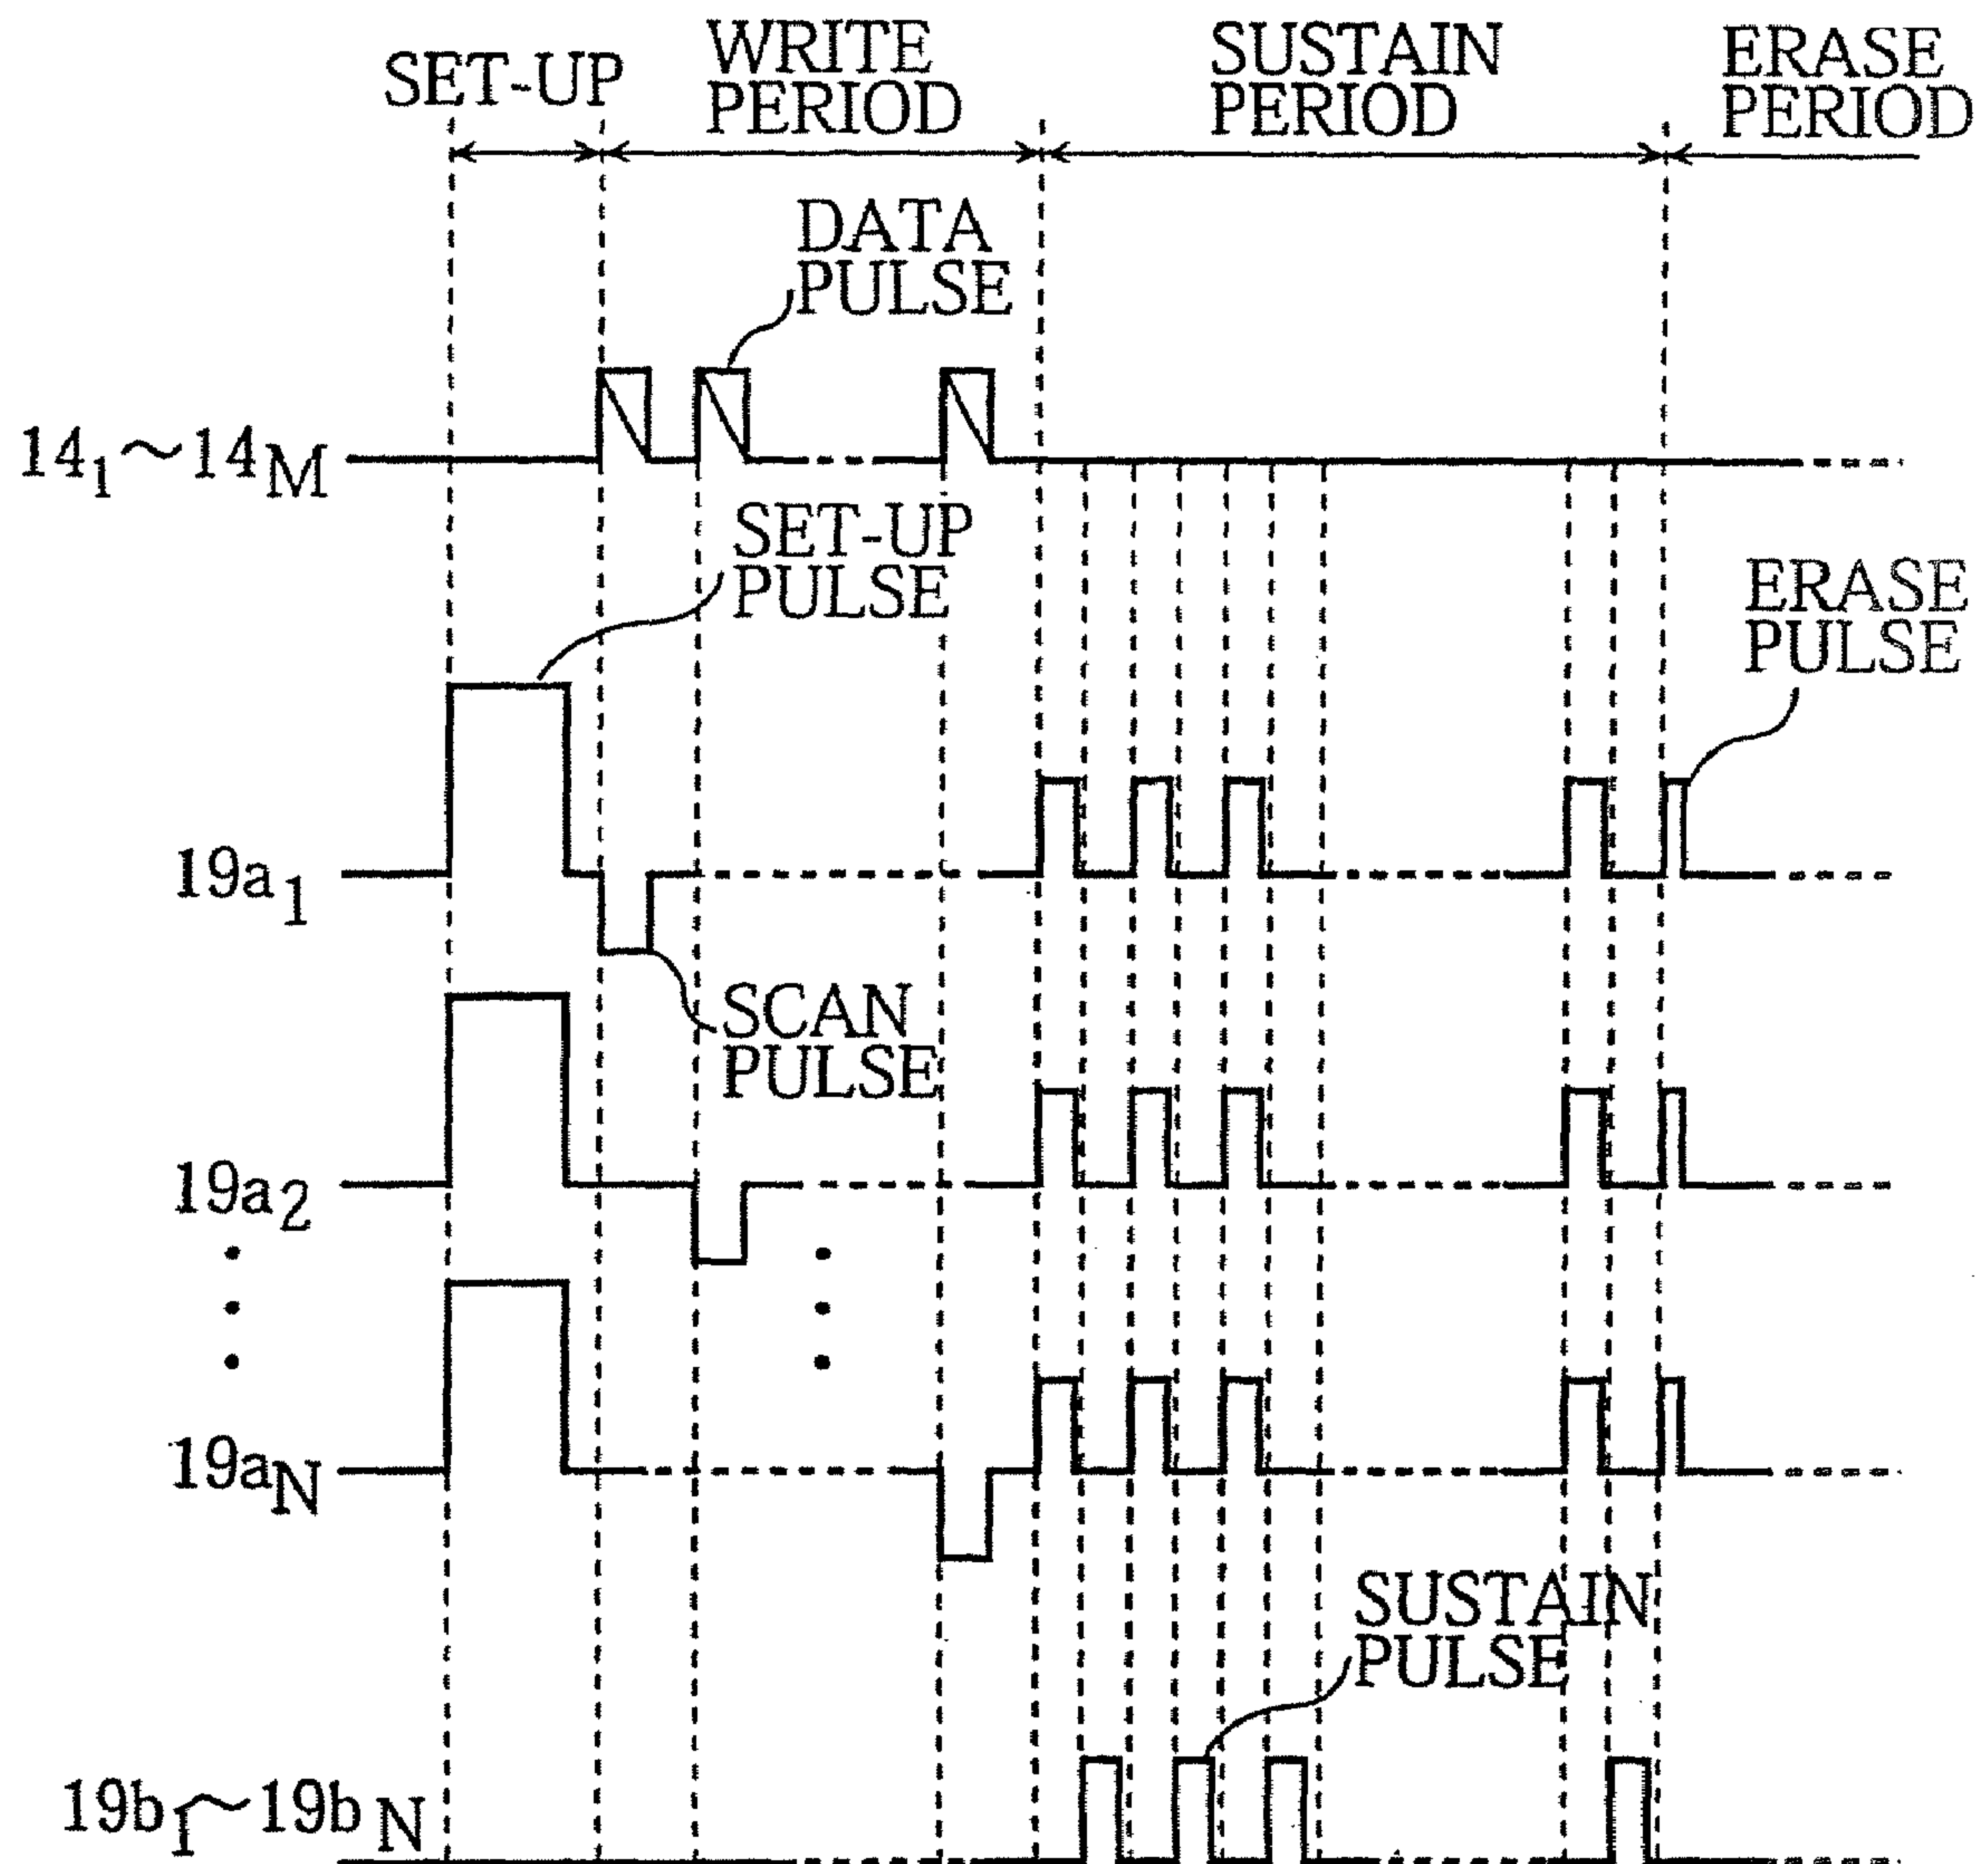 SET-UP
WRITE
PERIOD
SUSTAIN
PERIOD
ERASE
PERIOD
DATA
PULSE
14₁~14M
SET-UP
PULSE
ERASE
PULSE
19a₁
SCAN
PULSE
19a₂
19aN
SUSTAIN
PULSE
19b₁~19bN